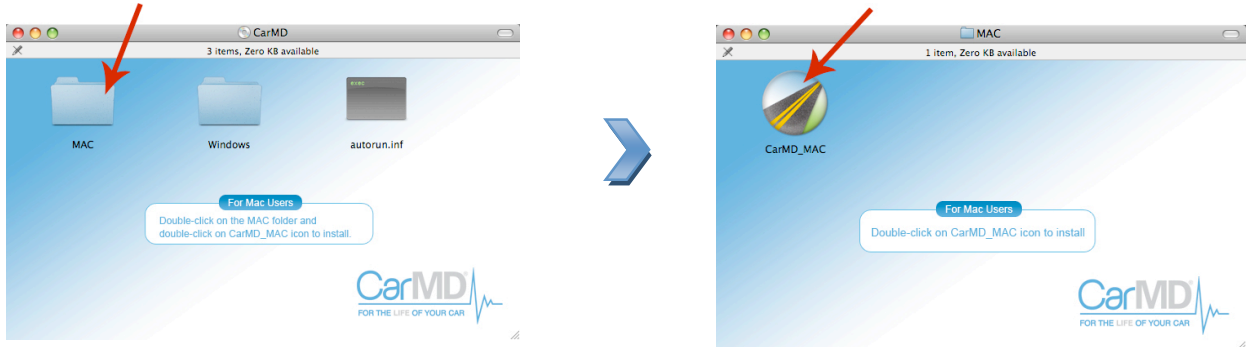 CarMD
3 items, Zero KB available
exec
MAC
Windows
autorun.inf
For Mac Users
Double-click on the MAC folder and
double-click on CarMD_MAC icon to install.
CarMD®
FOR THE LIFE OF YOUR CAR
MAC
1 item, Zero KB available
CarMD_MAC
For Mac Users
Double-click on CarMD_MAC icon to install
CarMD®
FOR THE LIFE OF YOUR CAR